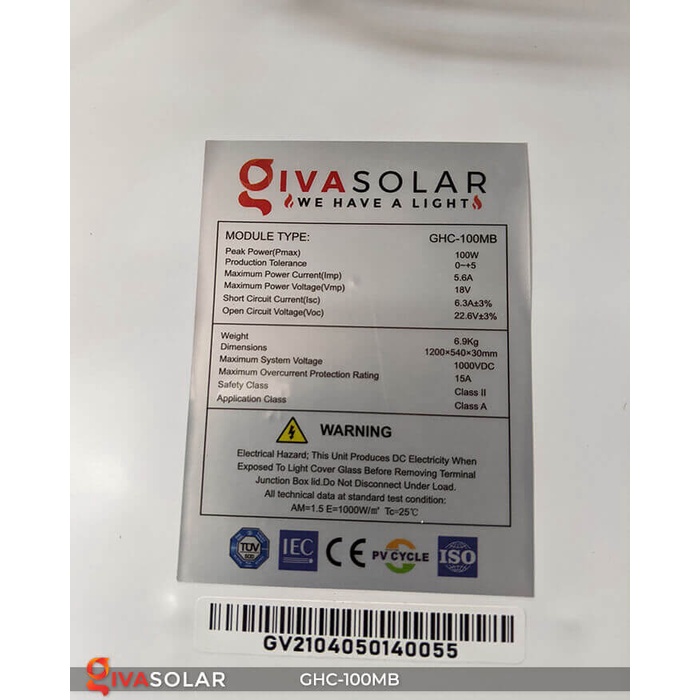 GIVASOLAR
WE HAVE A LIGHT
MODULE TYPE: GHC-100MB
Peak Power(Pmax) 100W
Production Tolerance 0~+5
Maximum Power Current(Imp) 5.6A
Maximum Power Voltage(Vmp) 18V
Short Circuit Current(Isc) 6.3A±3%
Open Circuit Voltage(Voc) 22.6V±3%
Weight 6.9Kg
Dimensions 1200×540×30mm
Maximum System Voltage 1000VDC
Maximum Overcurrent Protection Rating 15A
Safety Class Class II
Application Class Class A
WARNING
Electrical Hazard; This Unit Produces DC Electricity When
Exposed To Light Cover Glass Before Removing Terminal
Junction Box lid.Do Not Disconnect Under Load.
All technical data at standard test condition:
AM=1.5 E=1000W/㎡ Tc=25℃
TUV IEC CE PV CYCLE ISO
GV2104050140055
GIVASOLAR GHC-100MB